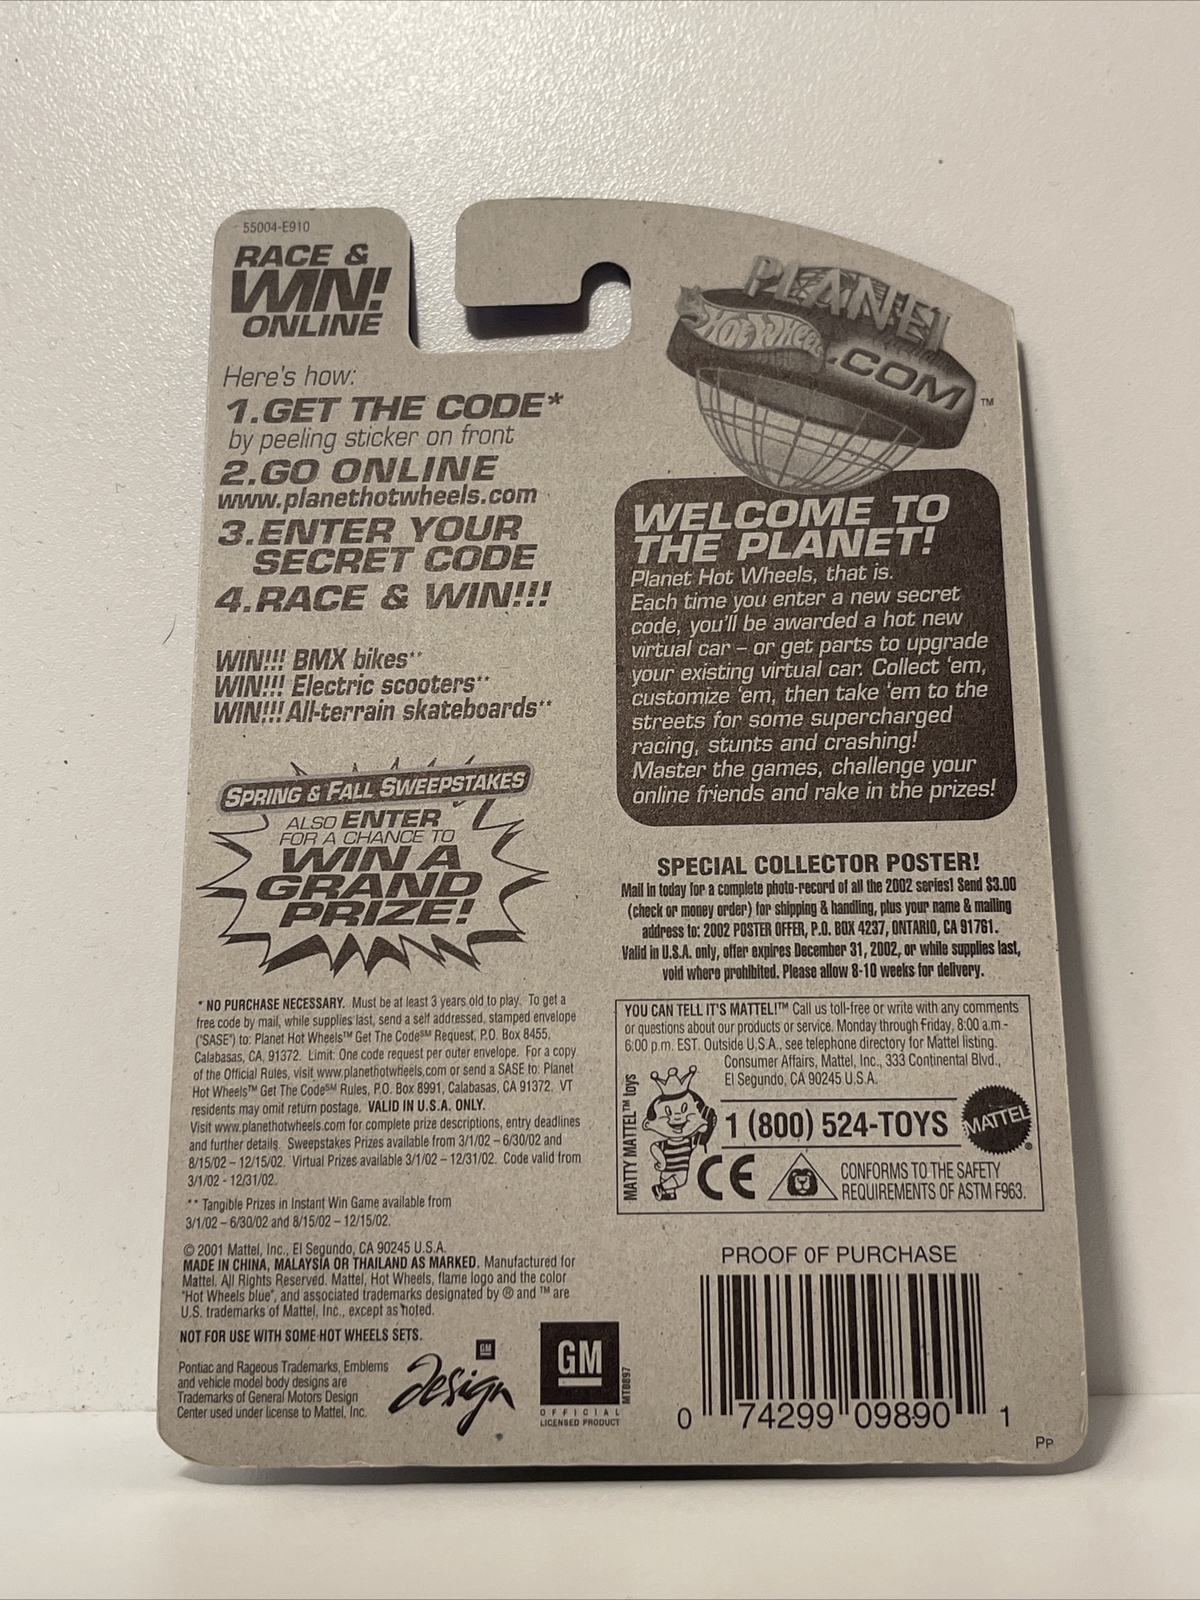 55004-E910
RACE &
WIN!
ONLINE
Here's how:
1.GET THE CODE*
by peeling sticker on front
2.GO ONLINE
www.planethotwheels.com
3.ENTER YOUR
SECRET CODE
4.RACE & WIN!!!
WIN!!! BMX bikes**
WIN!!! Electric scooters**
WIN!!! All-terrain skateboards**
SPRING & FALL SWEEPSTAKES
ALSO ENTER
FOR A CHANCE TO
WIN A
GRAND
PRIZE!
* NO PURCHASE NECESSARY. Must be at least 3 years old to play. To get a
free code by mail, while supplies last, send a self addressed, stamped envelope
("SASE") to: Planet Hot Wheels™ Get The Code℠ Request, P.O. Box 8455,
Calabasas, CA, 91372. Limit: One code request per outer envelope. For a copy
of the Official Rules, visit www.planethotwheels.com or send a SASE to: Planet
Hot Wheels™ Get The Code℠ Rules, P.O. Box 8991, Calabasas, CA 91372. VT
residents may omit return postage. VALID IN U.S.A. ONLY.
Visit www.planethotwheels.com for complete prize descriptions, entry deadlines
and further details. Sweepstakes Prizes available from 3/1/02 – 6/30/02 and
8/15/02 – 12/15/02. Virtual Prizes available 3/1/02 – 12/31/02. Code valid from
3/1/02 - 12/31/02.
** Tangible Prizes in Instant Win Game available from
3/1/02 – 6/30/02 and 8/15/02 – 12/15/02.
© 2001 Mattel, Inc., El Segundo, CA 90245 U.S.A.
MADE IN CHINA, MALAYSIA OR THAILAND AS MARKED. Manufactured for
Mattel. All Rights Reserved. Mattel, Hot Wheels, flame logo and the color
"Hot Wheels blue", and associated trademarks designated by ® and ™ are
U.S. trademarks of Mattel, Inc., except as noted.
NOT FOR USE WITH SOME HOT WHEELS SETS.
Pontiac and Rageous Trademarks, Emblems
and vehicle model body designs are
Trademarks of General Motors Design
Center used under license to Mattel, Inc.
GM
Design
GM
OFFICIAL
LICENSED PRODUCT
MT8897
PLANET
HOT WHEELS
.COM™
WELCOME TO
THE PLANET!
Planet Hot Wheels, that is.
Each time you enter a new secret
code, you'll be awarded a hot new
virtual car – or get parts to upgrade
your existing virtual car. Collect 'em,
customize 'em, then take 'em to the
streets for some supercharged
racing, stunts and crashing!
Master the games, challenge your
online friends and rake in the prizes!
SPECIAL COLLECTOR POSTER!
Mail in today for a complete photo-record of all the 2002 series! Send $3.00
(check or money order) for shipping & handling, plus your name & mailing
address to: 2002 POSTER OFFER, P.O. BOX 4237, ONTARIO, CA 91761.
Valid in U.S.A. only, offer expires December 31, 2002, or while supplies last,
void where prohibited. Please allow 8-10 weeks for delivery.
YOU CAN TELL IT'S MATTEL!™ Call us toll-free or write with any comments
or questions about our products or service. Monday through Friday, 8:00 a.m.-
6:00 p.m. EST. Outside U.S.A., see telephone directory for Mattel listing.
Consumer Affairs, Mattel, Inc., 333 Continental Blvd.,
El Segundo, CA 90245 U.S.A.
MATTY MATTEL™ toys
1 (800) 524-TOYS
MATTEL®
CE
CONFORMS TO THE SAFETY
REQUIREMENTS OF ASTM F963.
PROOF OF PURCHASE
0 74299 09890 1
PP